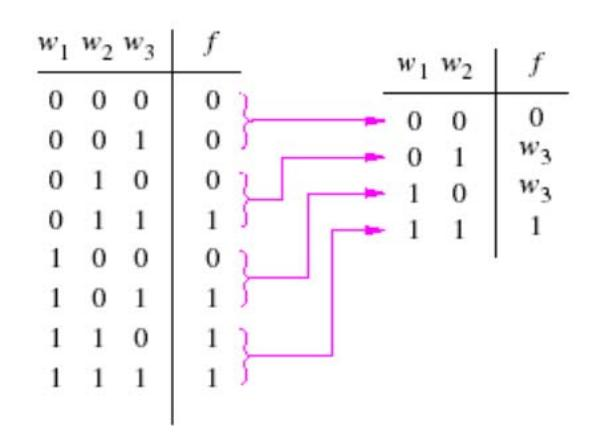 w1 w2 w3 f
0 0 0 0
0 0 1 0
0 1 0 0
0 1 1 1
1 0 0 0
1 0 1 1
1 1 0 1
1 1 1 1
w1 w2 f
0 0 0
0 1 w3
1 0 w3
1 1 1